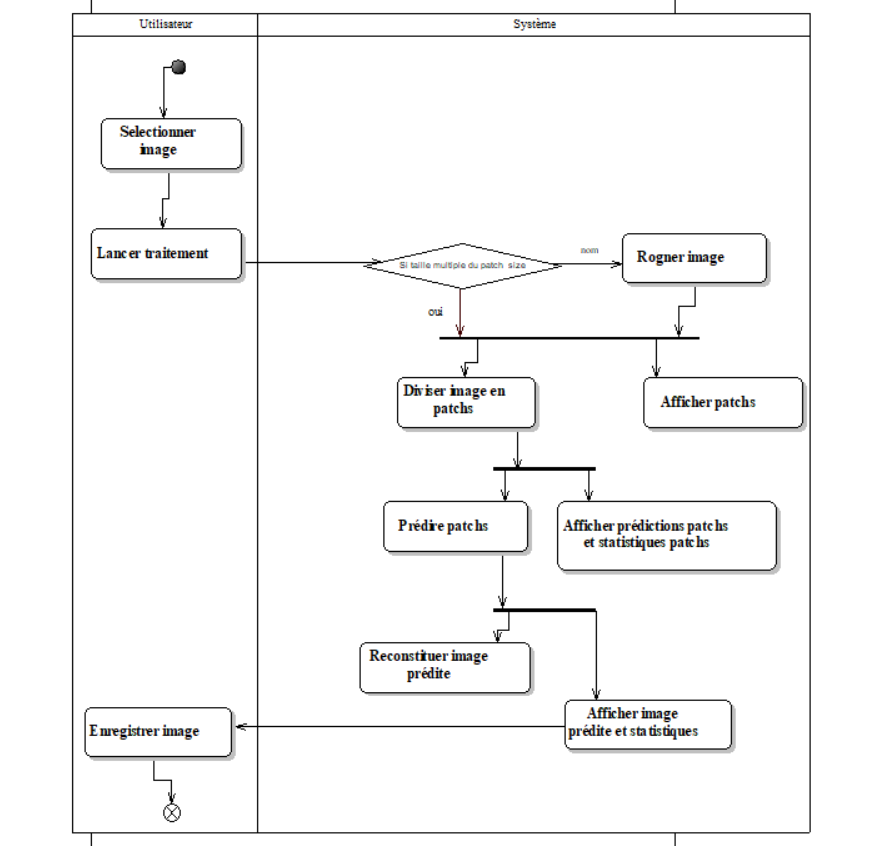 Utilisateur
Système
Selectionner
image
Lancer traitement
Si taille multiple du patch size
nom
Rogner image
oui
Diviser image en
patchs
Afficher patchs
Prédire patchs
Afficher prédictions patchs
et statistiques patchs
Reconstituer image
prédite
Afficher image
prédite et statistiques
Enregistrer image